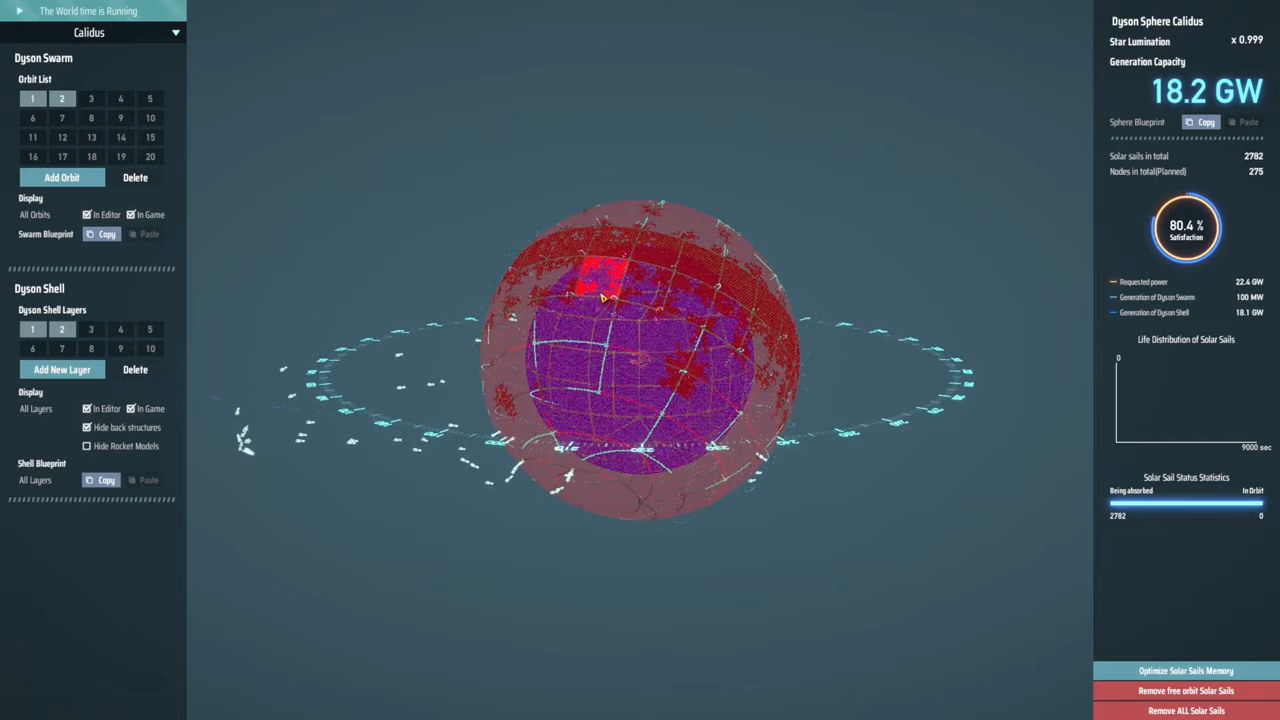 The World time is Running
Calidus
Dyson Swarm
Orbit List
1 2 3 4 5
6 7 8 9 10
11 12 13 14 15
16 17 18 19 20
Add Orbit Delete
Display
All Orbits In Editor In Game
Swarm Blueprint Copy Paste
Dyson Shell
Dyson Shell Layers
1 2 3 4 5
6 7 8 9 10
Add New Layer Delete
Display
All Layers In Editor In Game
Hide back structures
Hide Rocket Models
Shell Blueprint
All Layers Copy Paste
Dyson Sphere Calidus
Star Lumination x 0.999
Generation Capacity
18.2 GW
Sphere Blueprint Copy Paste
Solar sails in total 2782
Nodes in total(Planned) 275
80.4 %
Satisfaction
Requested power 22.4 GW
Generation of Dyson Swarm 100 MW
Generation of Dyson Shell 18.1 GW
Life Distribution of Solar Sails
0
9000 sec
Solar Sail Status Statistics
Being absorbed In Orbit
2782 0
Optimize Solar Sails Memory
Remove free orbit Solar Sails
Remove ALL Solar Sails